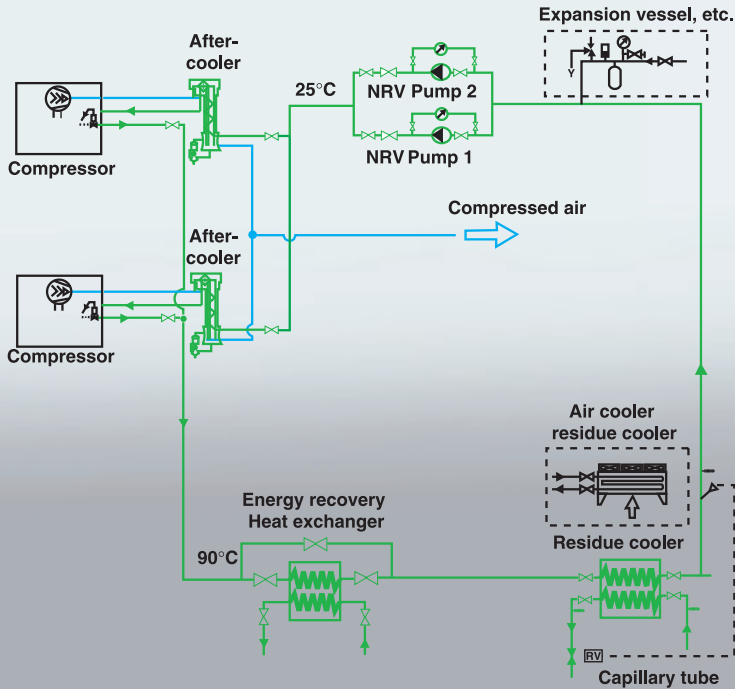 Expansion vessel, etc.
After-
cooler
25°C
NRV Pump 2
Y
NRV Pump 1
Compressor
Compressed air
After-
cooler
Compressor
Air cooler
residue cooler
Energy recovery
Heat exchanger
Residue cooler
90°C
RV
Capillary tube